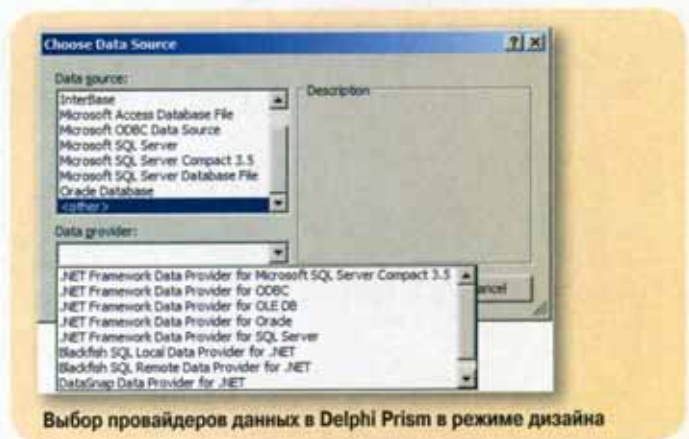 Choose Data Source
Data source:
InterBase
Microsoft Access Database File
Microsoft ODBC Data Source
Microsoft SQL Server
Microsoft SQL Server Compact 3.5
Microsoft SQL Server Database File
Oracle Database
<other>
Description
Data provider:
.NET Framework Data Provider for Microsoft SQL Server Compact 3.5
.NET Framework Data Provider for ODBC
.NET Framework Data Provider for OLE DB
.NET Framework Data Provider for Oracle
.NET Framework Data Provider for SQL Server
Blackfish SQL Local Data Provider for .NET
Blackfish SQL Remote Data Provider for .NET
DataSnap Data Provider for .NET
ancel
Выбор провайдеров данных в Delphi Prism в режиме дизайна